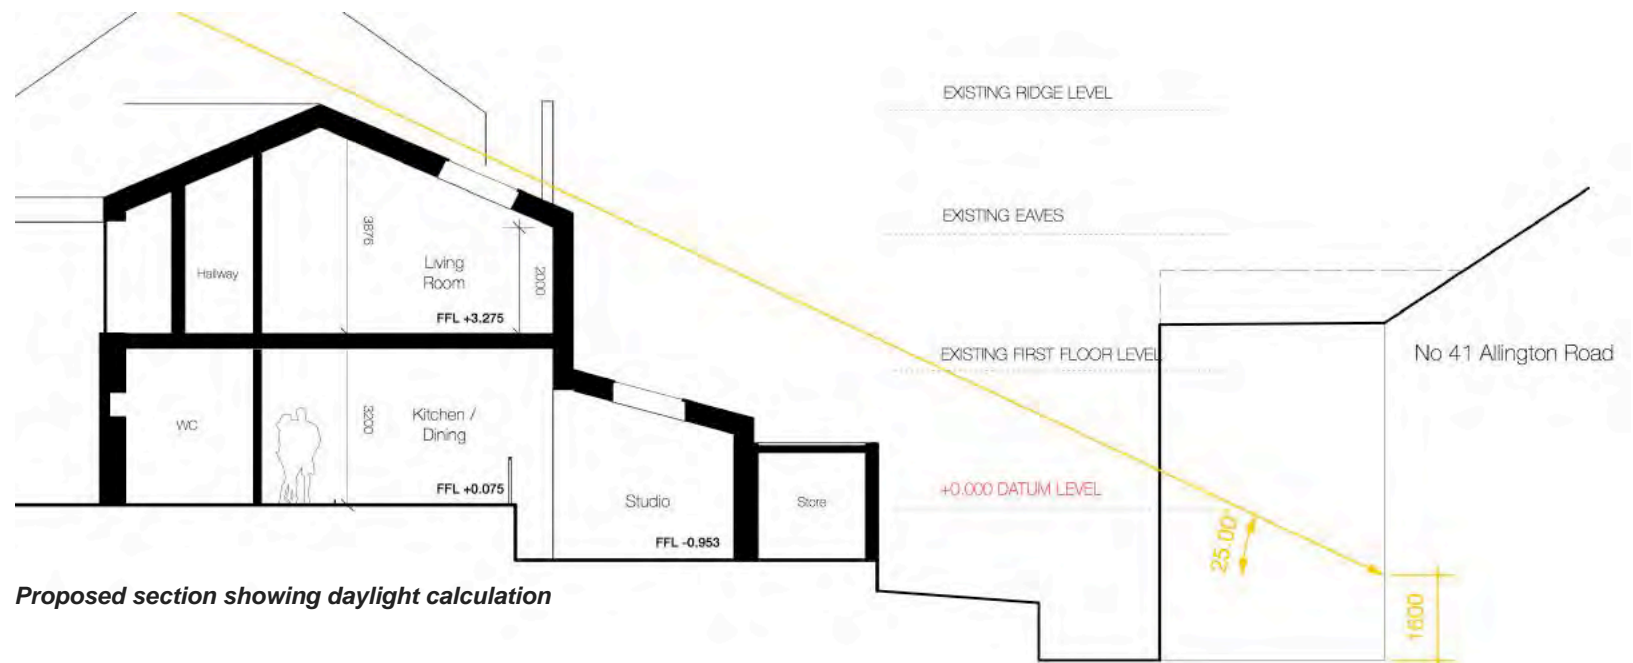 EXISTING RIDGE LEVEL
EXISTING EAVES
3876
Hallway
Living
Room
2000
FFL +3.275
EXISTING FIRST FLOOR LEVEL
No 41 Allington Road
WC
3200
Kitchen /
Dining
FFL +0.075
+0.000 DATUM LEVEL
Studio
Store
25.00°
FFL -0.953
Proposed section showing daylight calculation
1600